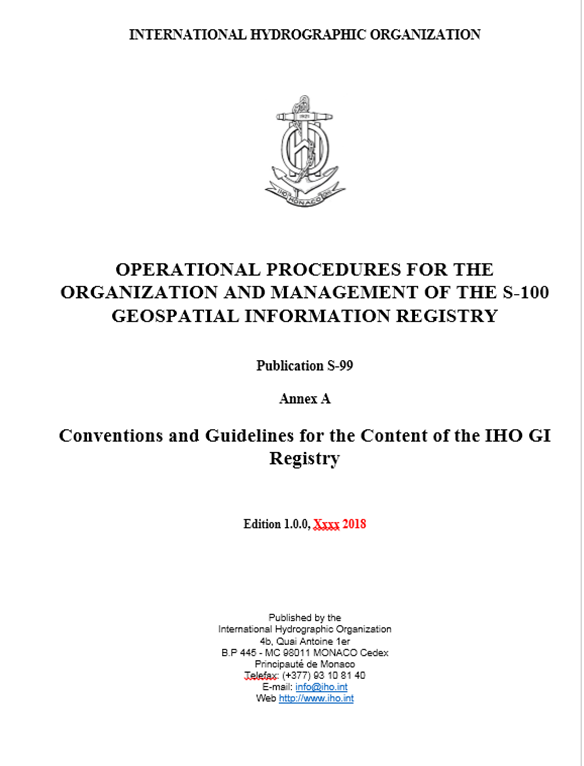 INTERNATIONAL HYDROGRAPHIC ORGANIZATION
1921
IHO MONACO
OPERATIONAL PROCEDURES FOR THE
ORGANIZATION AND MANAGEMENT OF THE S-100
GEOSPATIAL INFORMATION REGISTRY
Publication S-99
Annex A
Conventions and Guidelines for the Content of the IHO GI
Registry
Edition 1.0.0, Xxxx 2018
Published by the
International Hydrographic Organization
4b, Quai Antoine 1er
B.P 445 - MC 98011 MONACO Cedex
Principauté de Monaco
Telefax: (+377) 93 10 81 40
E-mail: info@iho.int
Web http://www.iho.int